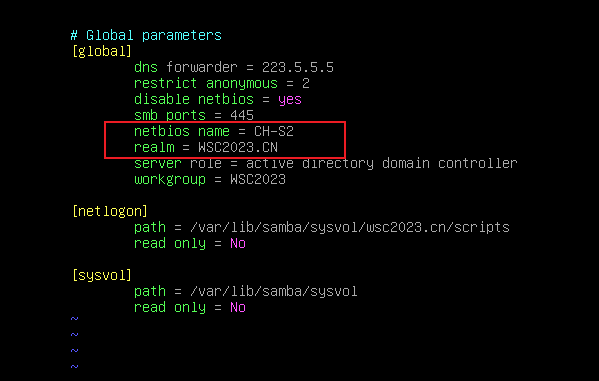 # Global parameters
[global]
dns forwarder = 223.5.5.5
restrict anonymous = 2
disable netbios = yes
smb ports = 445
netbios name = CH-S2
realm = WSC2023.CN
server role = active directory domain controller
workgroup = WSC2023
[netlogon]
path = /var/lib/samba/sysvol/wsc2023.cn/scripts
read only = No
[sysvol]
path = /var/lib/samba/sysvol
read only = No
~
~
~
~